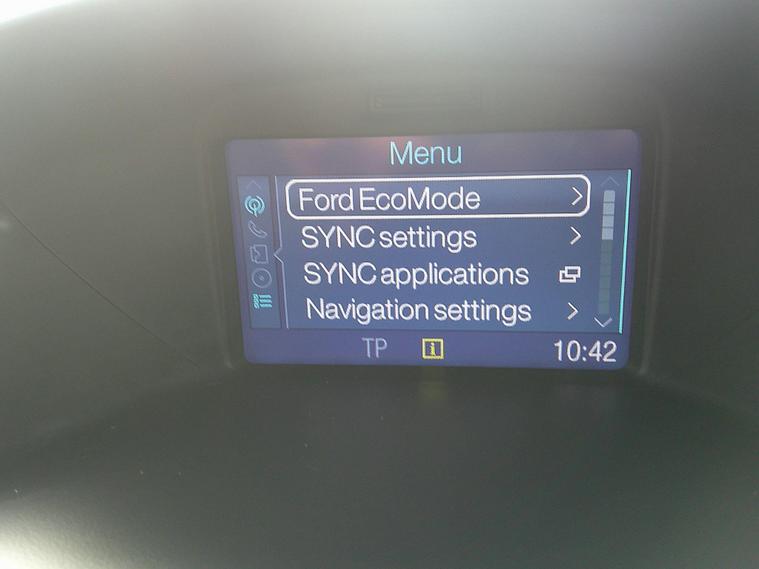 Menu
Ford EcoMode
SYNC settings
SYNC applications
Navigation settings
TP
10:42